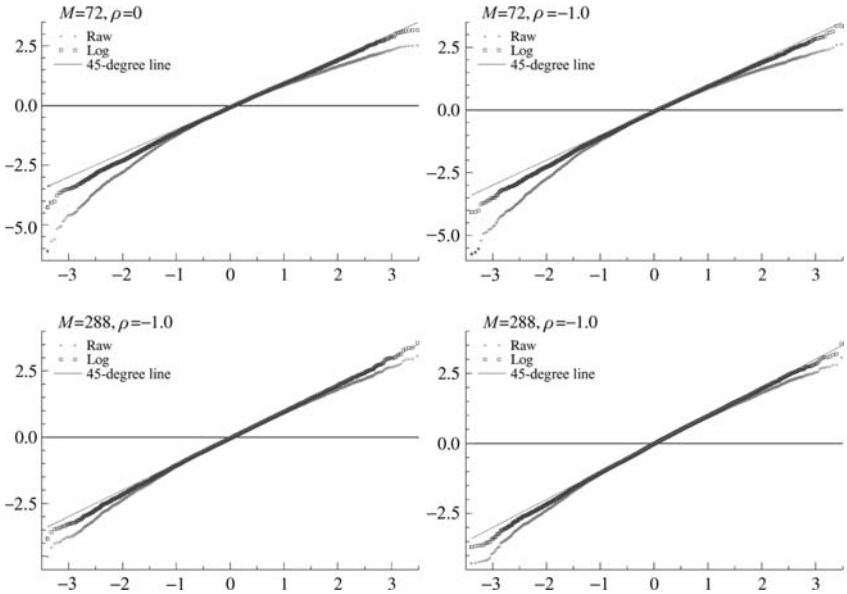 M=72, ρ=0
Raw
Log
45-degree line
2.5
0.0
−2.5
−5.0
−3 −2 −1 0 1 2 3
M=72, ρ=−1.0
Raw
Log
45-degree line
2.5
0.0
−2.5
−5.0
−3 −2 −1 0 1 2 3
M=288, ρ=−1.0
Raw
Log
45-degree line
2.5
0.0
−2.5
−3 −2 −1 0 1 2 3
M=288, ρ=−1.0
Raw
Log
45-degree line
2.5
0.0
−2.5
−3 −2 −1 0 1 2 3